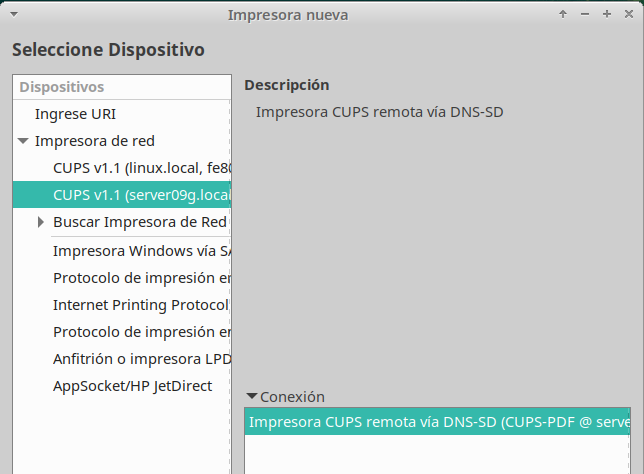 Impresora nueva
Seleccione Dispositivo
Dispositivos
Ingrese URI
Impresora de red
CUPS v1.1 (linux.local, fe80
CUPS v1.1 (server09g.local
Buscar Impresora de Red
Impresora Windows vía SA
Protocolo de impresión en
Internet Printing Protocol
Protocolo de impresión en
Anfitrión o impresora LPD
AppSocket/HP JetDirect
Descripción
Impresora CUPS remota vía DNS-SD
Conexión
Impresora CUPS remota vía DNS-SD (CUPS-PDF @ serve